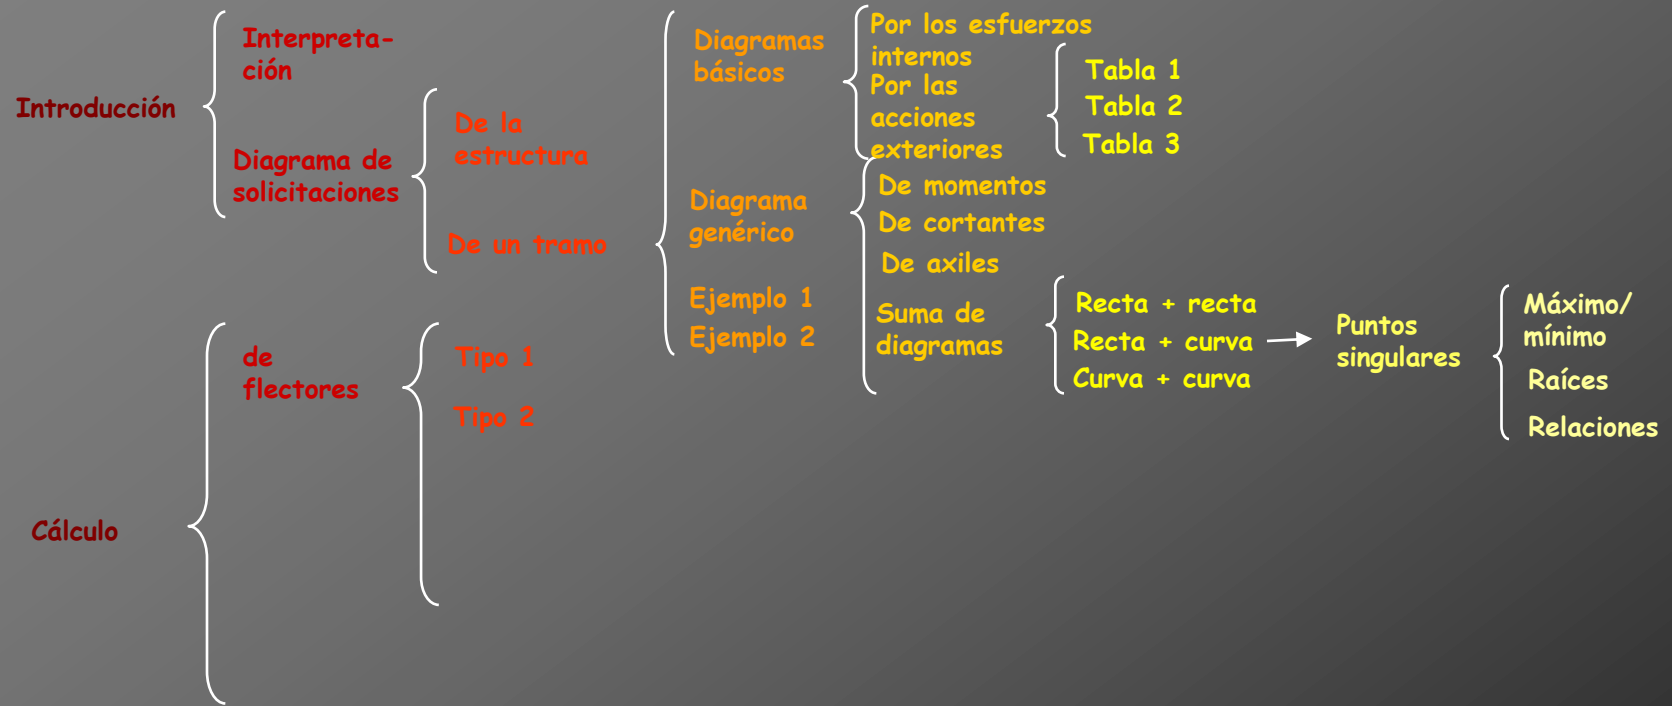 Introducción
Interpreta-
ción
Diagrama de
solicitaciones
De la
estructura
De un tramo
Diagramas
básicos
Por los esfuerzos
internos
Por las
acciones
exteriores
Tabla 1
Tabla 2
Tabla 3
Diagrama
genérico
De momentos
De cortantes
De axiles
Suma de
diagramas
Recta + recta
Recta + curva
Curva + curva
Puntos
singulares
Máximo/
mínimo
Raíces
Relaciones
Ejemplo 1
Ejemplo 2
Cálculo
de
flectores
Tipo 1
Tipo 2